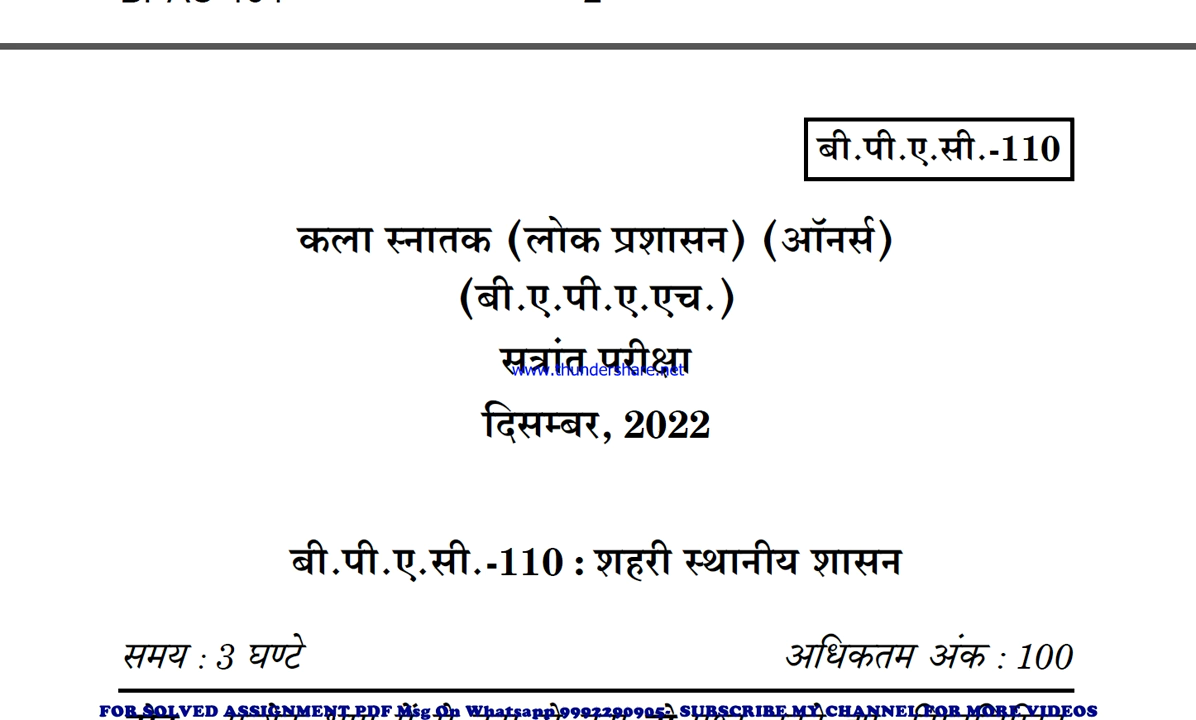 बी.पी.ए.सी.-110
कला स्नातक (लोक प्रशासन) (ऑनर्स)
(बी.ए.पी.ए.एच.)
सत्रांत परीक्षा
www.thundershare.net
दिसम्बर, 2022
बी.पी.ए.सी.-110 : शहरी स्थानीय शासन
समय : 3 घण्टे अधिकतम अंक : 100
FOR SOLVED ASSIGNMENT PDF Msg On Whatsapp 9992290905- SUBSCRIBE MY CHANNEL FOR MORE VIDEOS